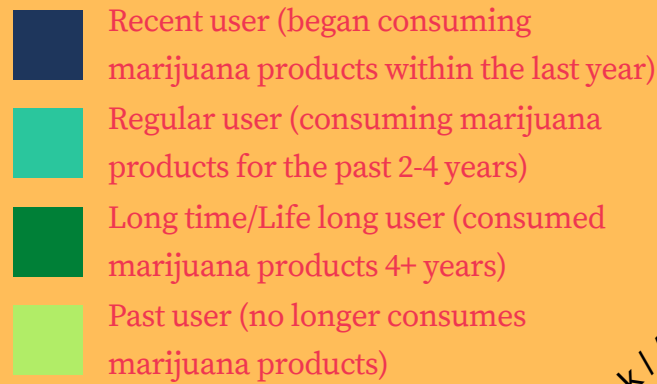 Recent user (began consuming
marijuana products within the last year)
Regular user (consuming marijuana
products for the past 2-4 years)
Long time/Life long user (consumed
marijuana products 4+ years)
Past user (no longer consumes
marijuana products)